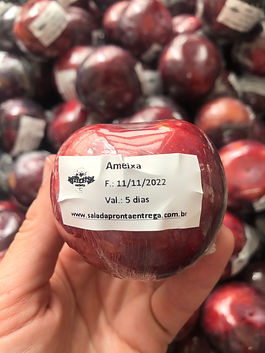 Ameixa
F.: 11/11/2022
Val.: 5 dias
www.saladaprontaentrega.com.br